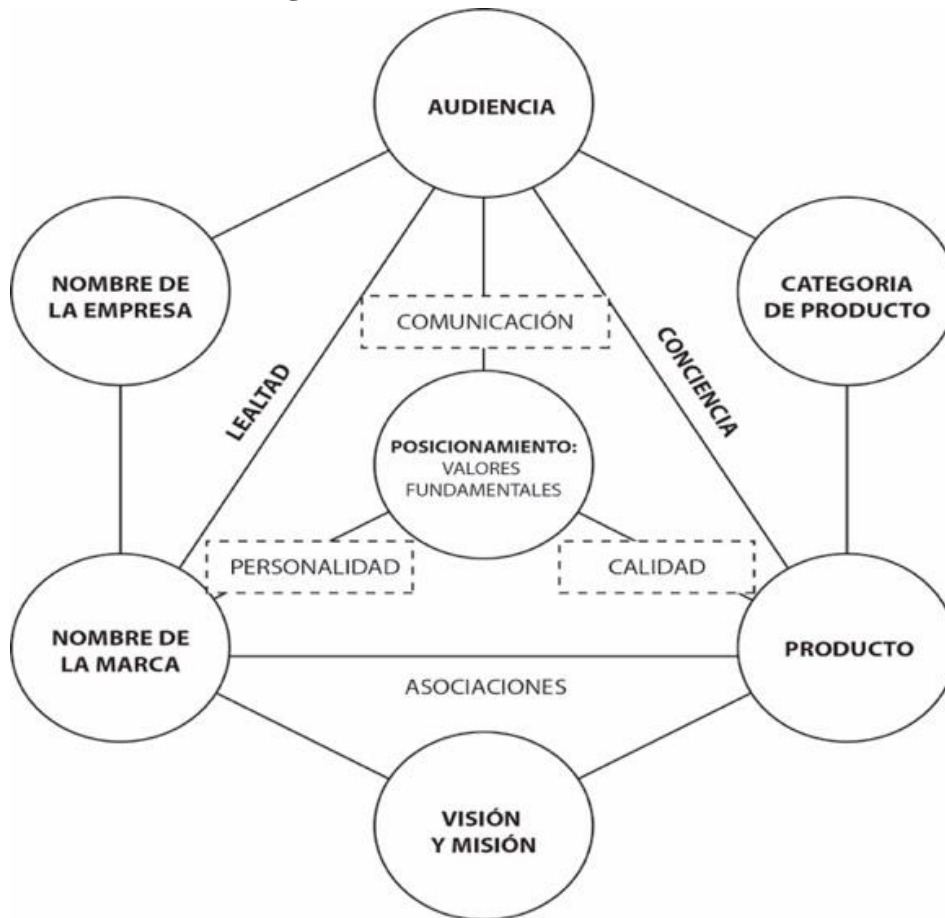 AUDIENCIA
NOMBRE DE
LA EMPRESA
CATEGORIA
DE PRODUCTO
COMUNICACIÓN
LEALTAD
CONCIENCIA
POSICIONAMIENTO:
VALORES
FUNDAMENTALES
PERSONALIDAD
CALIDAD
NOMBRE DE
LA MARCA
PRODUCTO
ASOCIACIONES
VISIÓN
Y MISIÓN